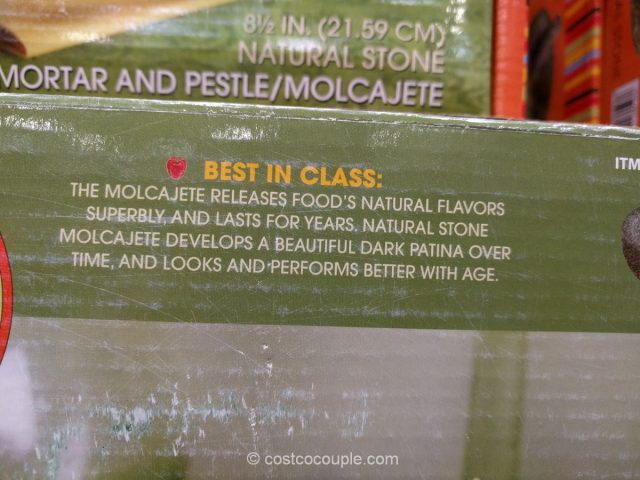 8½ IN. (21.59 CM)
NATURAL STONE
MORTAR AND PESTLE/MOLCAJETE
ITM
BEST IN CLASS:
THE MOLCAJETE RELEASES FOOD'S NATURAL FLAVORS
SUPERBLY, AND LASTS FOR YEARS. NATURAL STONE
MOLCAJETE DEVELOPS A BEAUTIFUL DARK PATINA OVER
TIME, AND LOOKS AND PERFORMS BETTER WITH AGE.
© costcocouple.com